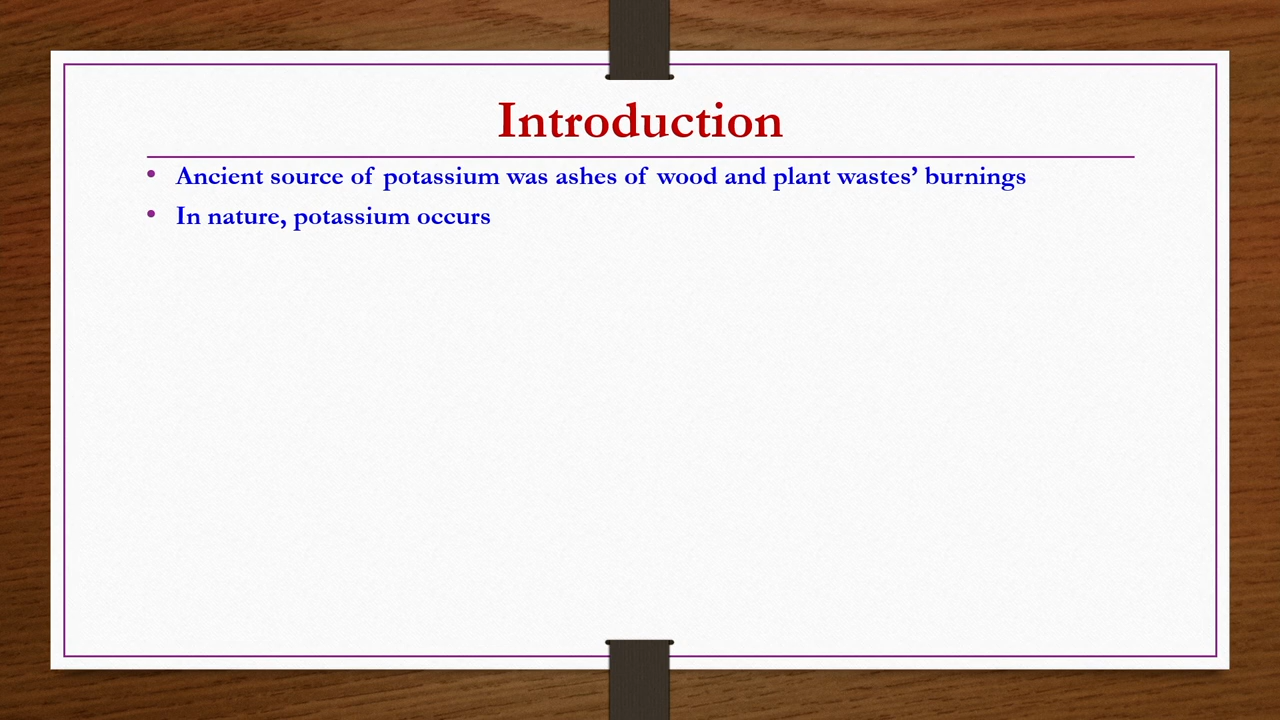 Introduction
• Ancient source of potassium was ashes of wood and plant wastes’ burnings
• In nature, potassium occurs